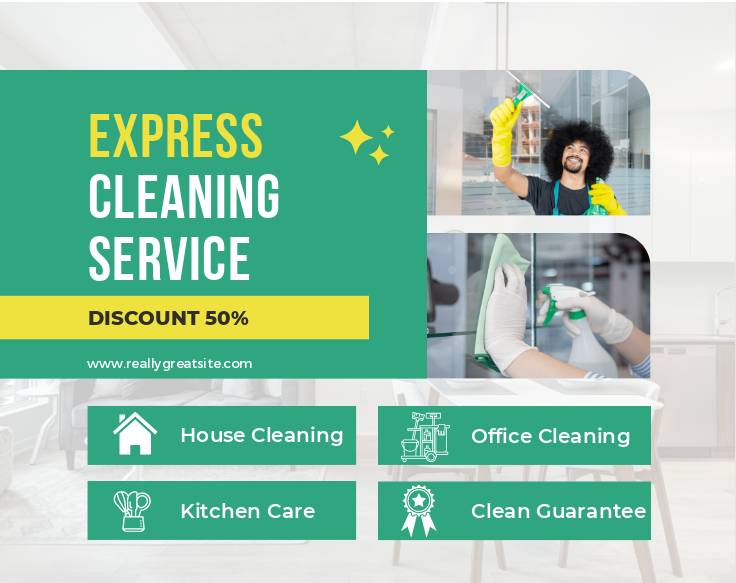 EXPRESS
CLEANING
SERVICE
DISCOUNT 50%
www.reallygreatsite.com
House Cleaning
Office Cleaning
Kitchen Care
Clean Guarantee